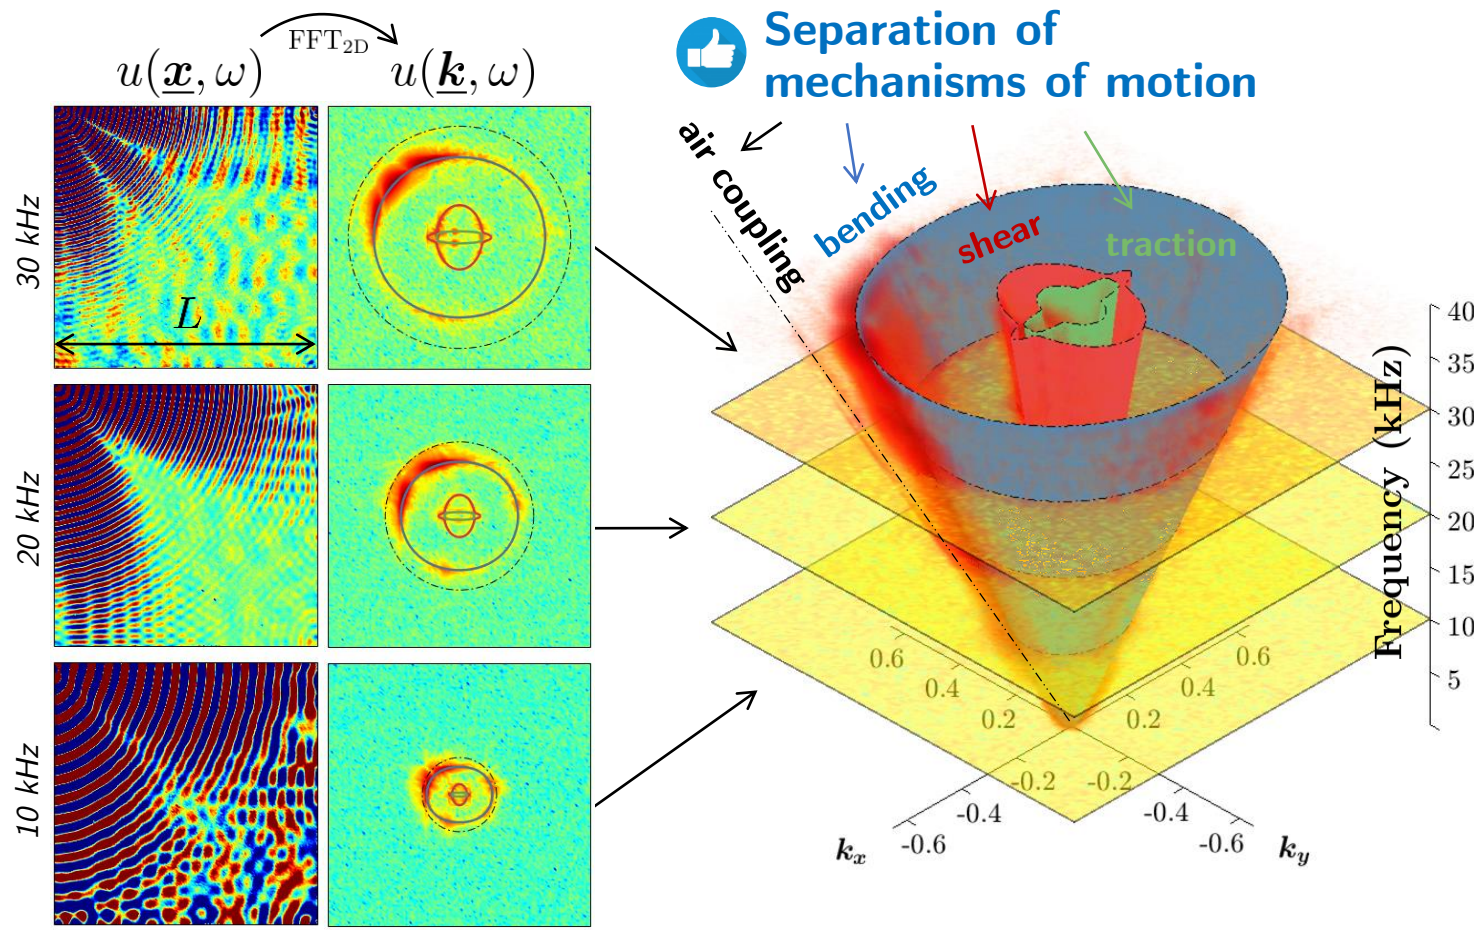 FFT2D
u(x, ω)
u(k, ω)
Separation of
mechanisms of motion
air coupling
bending
shear
traction
30 kHz
L
20 kHz
10 kHz
Frequency (kHz)
40
35
30
25
20
15
10
5
0.6
0.4
0.2
-0.2
-0.4
-0.6
kx
0.6
0.4
0.2
-0.2
-0.4
-0.6
ky